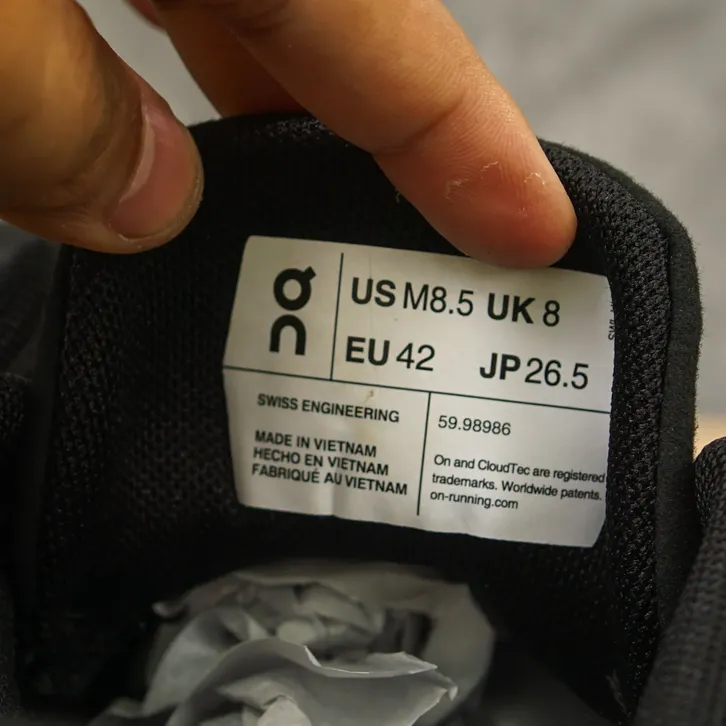 on
US M8.5 UK 8
EU 42 JP 26.5
SWISS ENGINEERING
MADE IN VIETNAM
HECHO EN VIETNAM
FABRIQUÉ AU VIETNAM
59.98986
On and CloudTec are registered
trademarks. Worldwide patents.
on-running.com